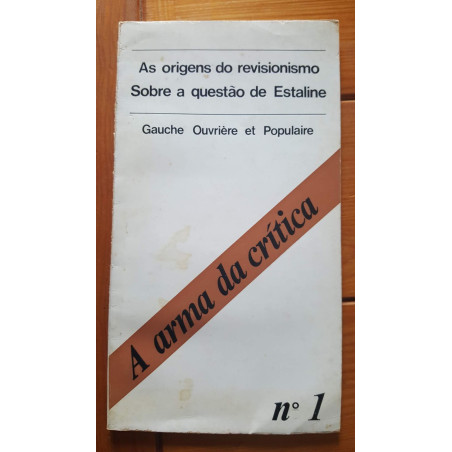 As origens do revisionismo
Sobre a questão de Estaline
Gauche Ouvrière et Populaire
A arma da crítica
nº 1